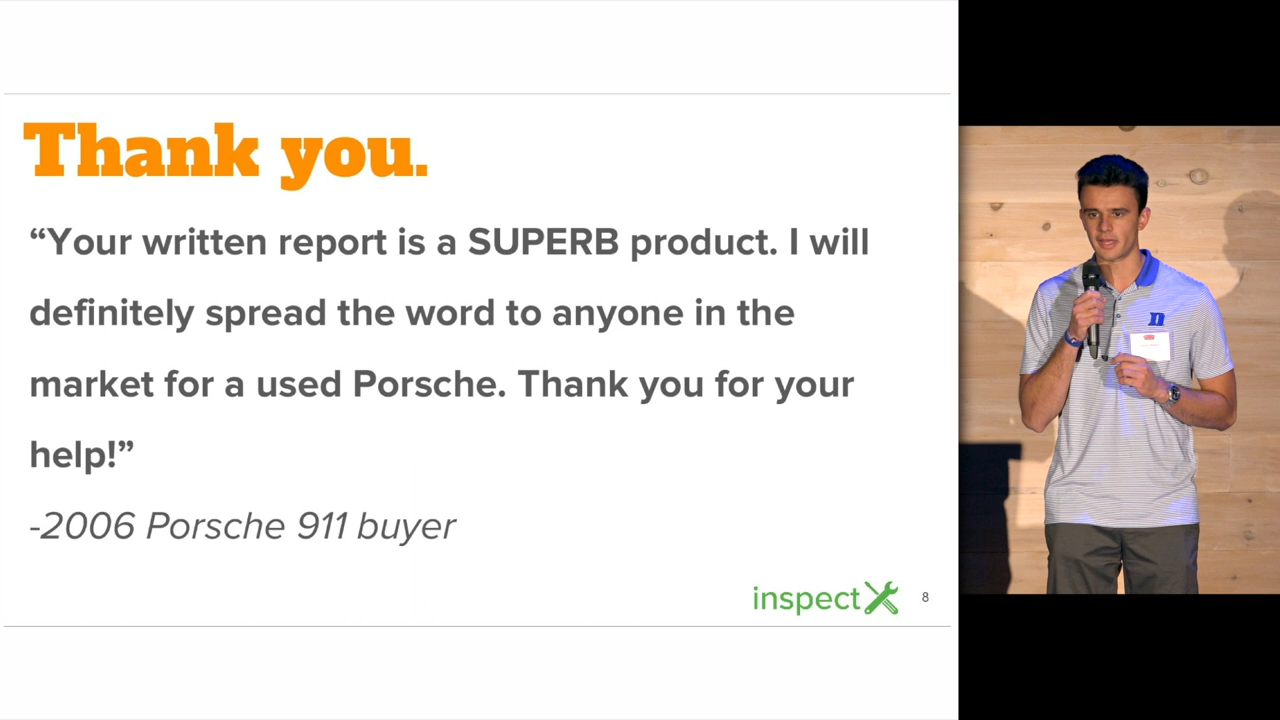 Thank you.
“Your written report is a SUPERB product. I will
definitely spread the word to anyone in the
market for a used Porsche. Thank you for your
help!”
-2006 Porsche 911 buyer
inspectX
8
D